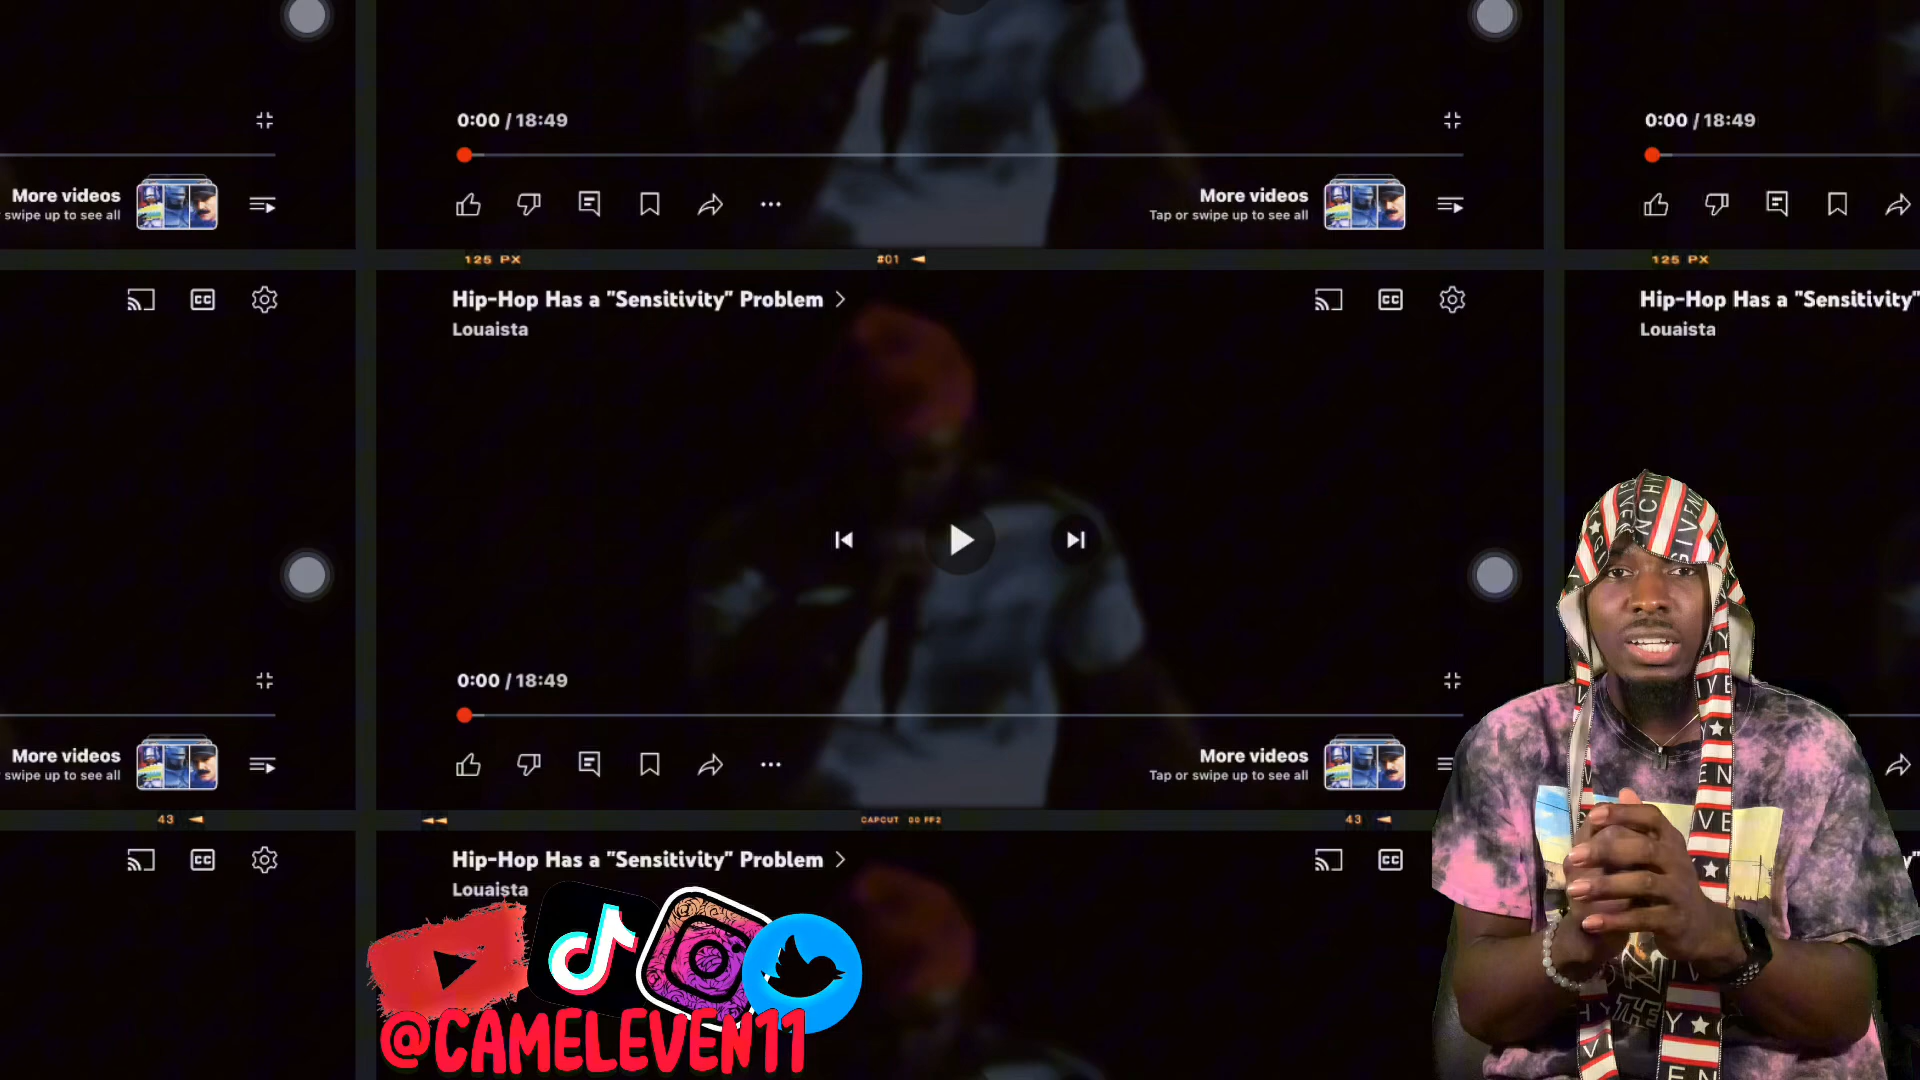 0:00 / 18:49
0:00 / 18:49
More videos
swipe up to see all
More videos
Tap or swipe up to see all
125 PX
#01
125 PX
Hip-Hop Has a "Sensitivity" Problem
Louaista
Hip-Hop Has a "Sensitivity"
Louaista
0:00 / 18:49
More videos
swipe up to see all
More videos
Tap or swipe up to see all
43
CAPCUT 00 FF2
43
Hip-Hop Has a "Sensitivity" Problem
Louaista
@CAMELEVEN11